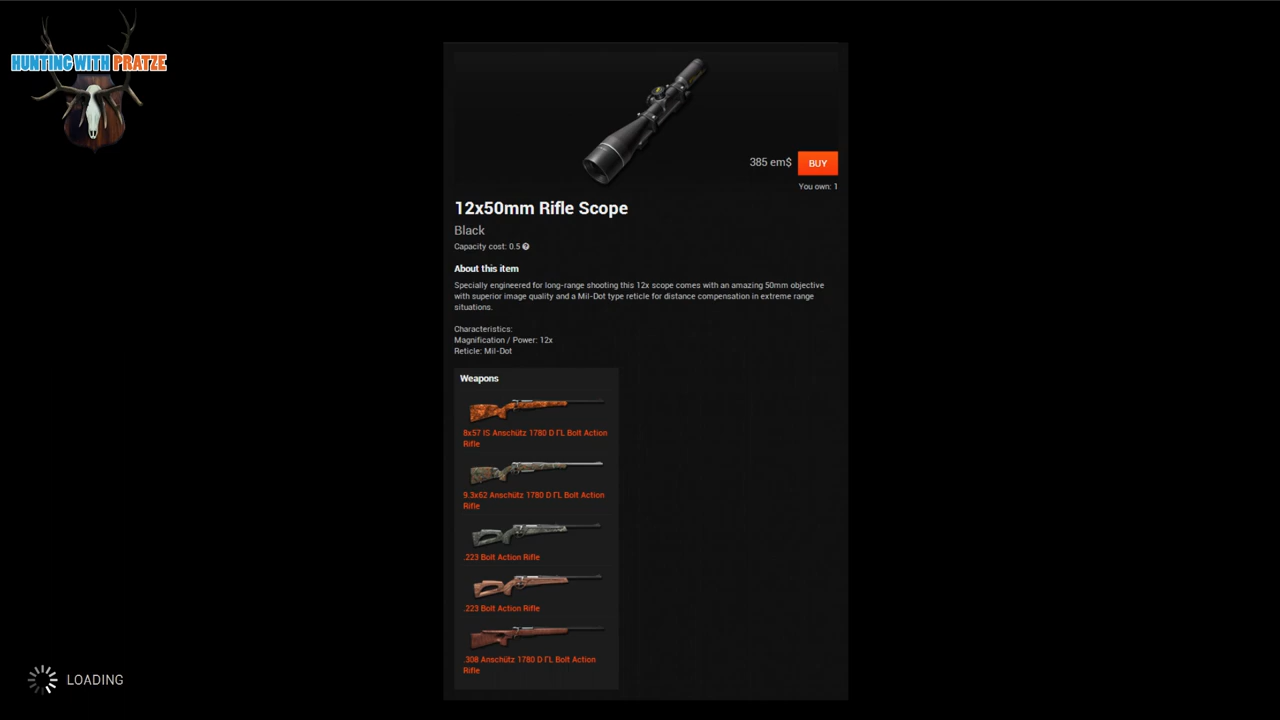 HUNTING WITH PRATZE
385 em$
BUY
You own: 1
12x50mm Rifle Scope
Black
Capacity cost: 0.5
About this item
Specially engineered for long-range shooting this 12x scope comes with an amazing 50mm objective
with superior image quality and a Mil-Dot type reticle for distance compensation in extreme range
situations.
Characteristics:
Magnification / Power: 12x
Reticle: Mil-Dot
Weapons
8x57 IS Anschütz 1780 D FL Bolt Action
Rifle
9.3x62 Anschütz 1780 D FL Bolt Action
Rifle
.223 Bolt Action Rifle
.223 Bolt Action Rifle
.308 Anschütz 1780 D FL Bolt Action
Rifle
LOADING